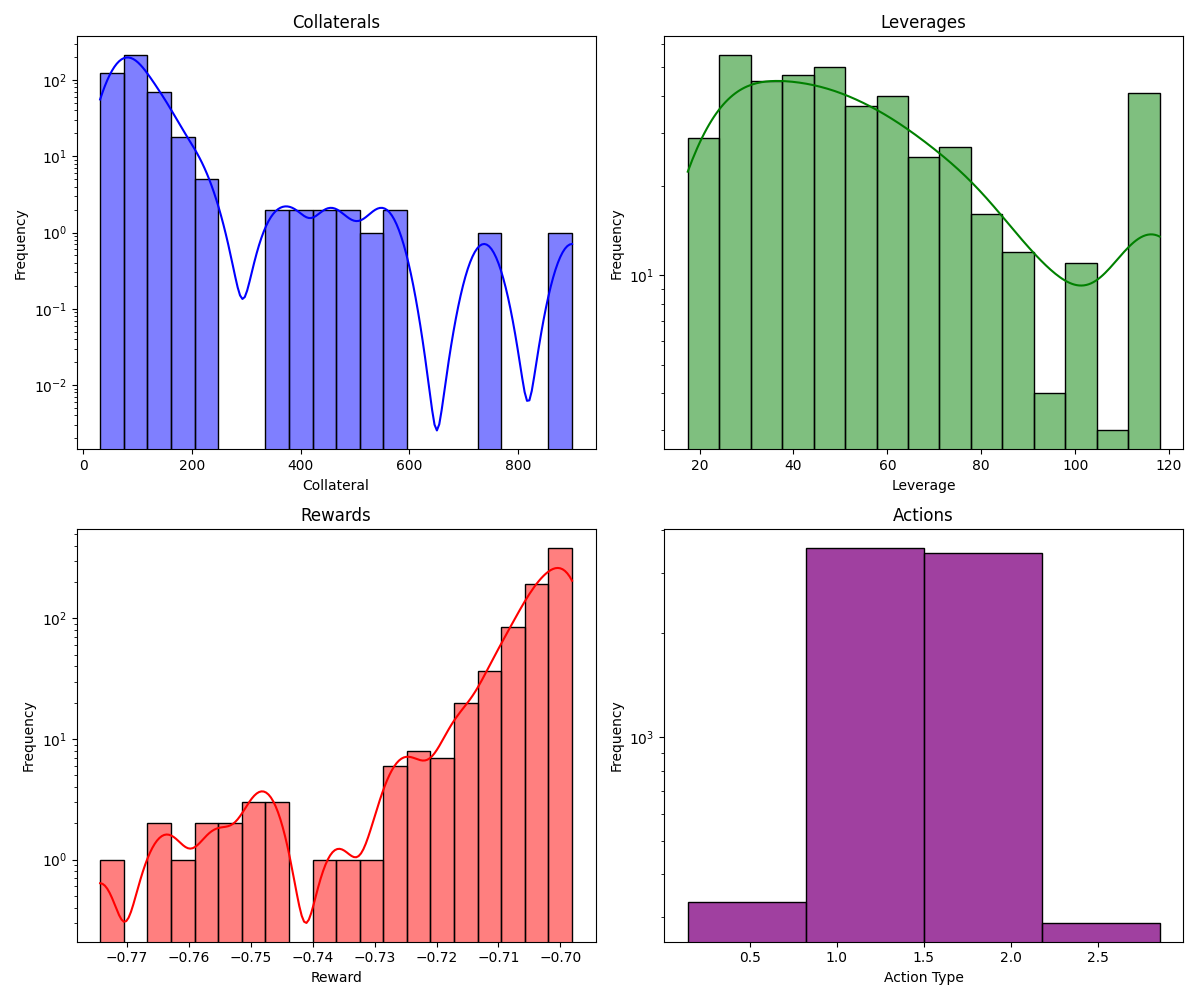 Collaterals
Frequency
10²
10¹
10⁰
10⁻¹
10⁻²
0 200 400 600 800
Collateral
Leverages
Frequency
10¹
20 40 60 80 100 120
Leverage
Rewards
Frequency
10²
10¹
10⁰
−0.77 −0.76 −0.75 −0.74 −0.73 −0.72 −0.71 −0.70
Reward
Actions
Frequency
10³
0.5 1.0 1.5 2.0 2.5
Action Type